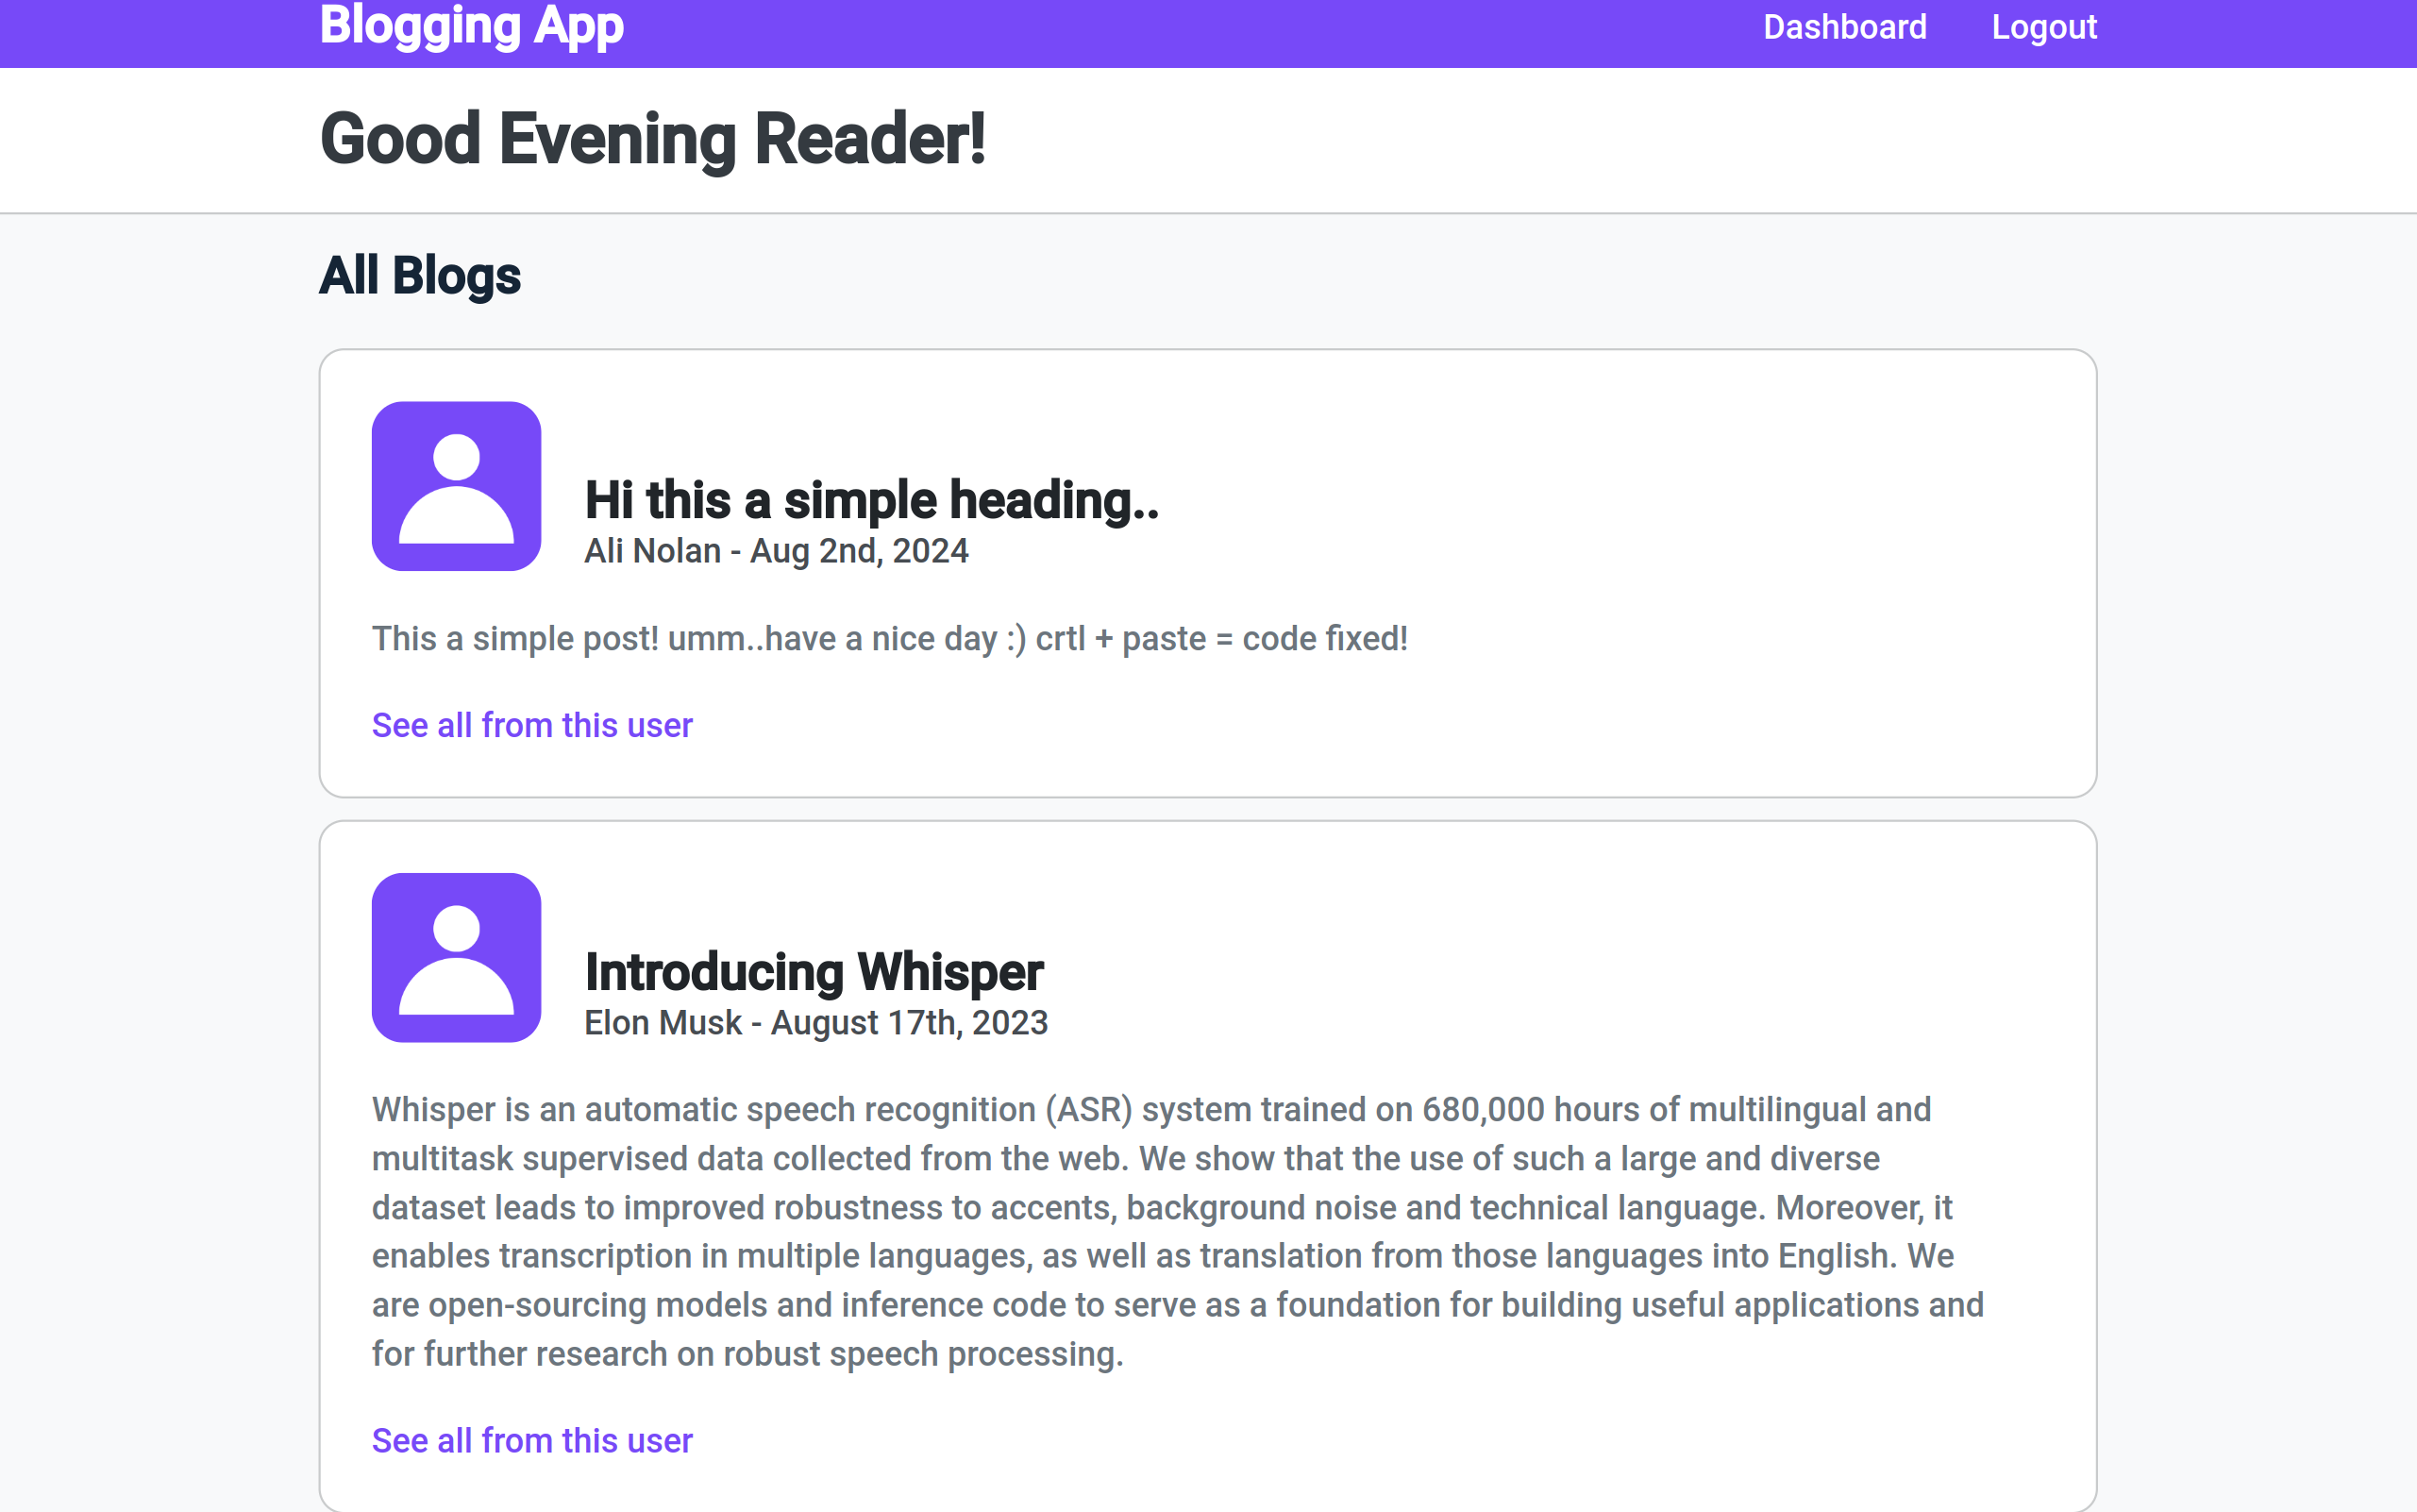 Blogging App
Dashboard Logout
Good Evening Reader!
All Blogs
Hi this a simple heading..
Ali Nolan - Aug 2nd, 2024
This a simple post! umm..have a nice day :) crtl + paste = code fixed!
See all from this user
Introducing Whisper
Elon Musk - August 17th, 2023
Whisper is an automatic speech recognition (ASR) system trained on 680,000 hours of multilingual and
multitask supervised data collected from the web. We show that the use of such a large and diverse
dataset leads to improved robustness to accents, background noise and technical language. Moreover, it
enables transcription in multiple languages, as well as translation from those languages into English. We
are open-sourcing models and inference code to serve as a foundation for building useful applications and
for further research on robust speech processing.
See all from this user